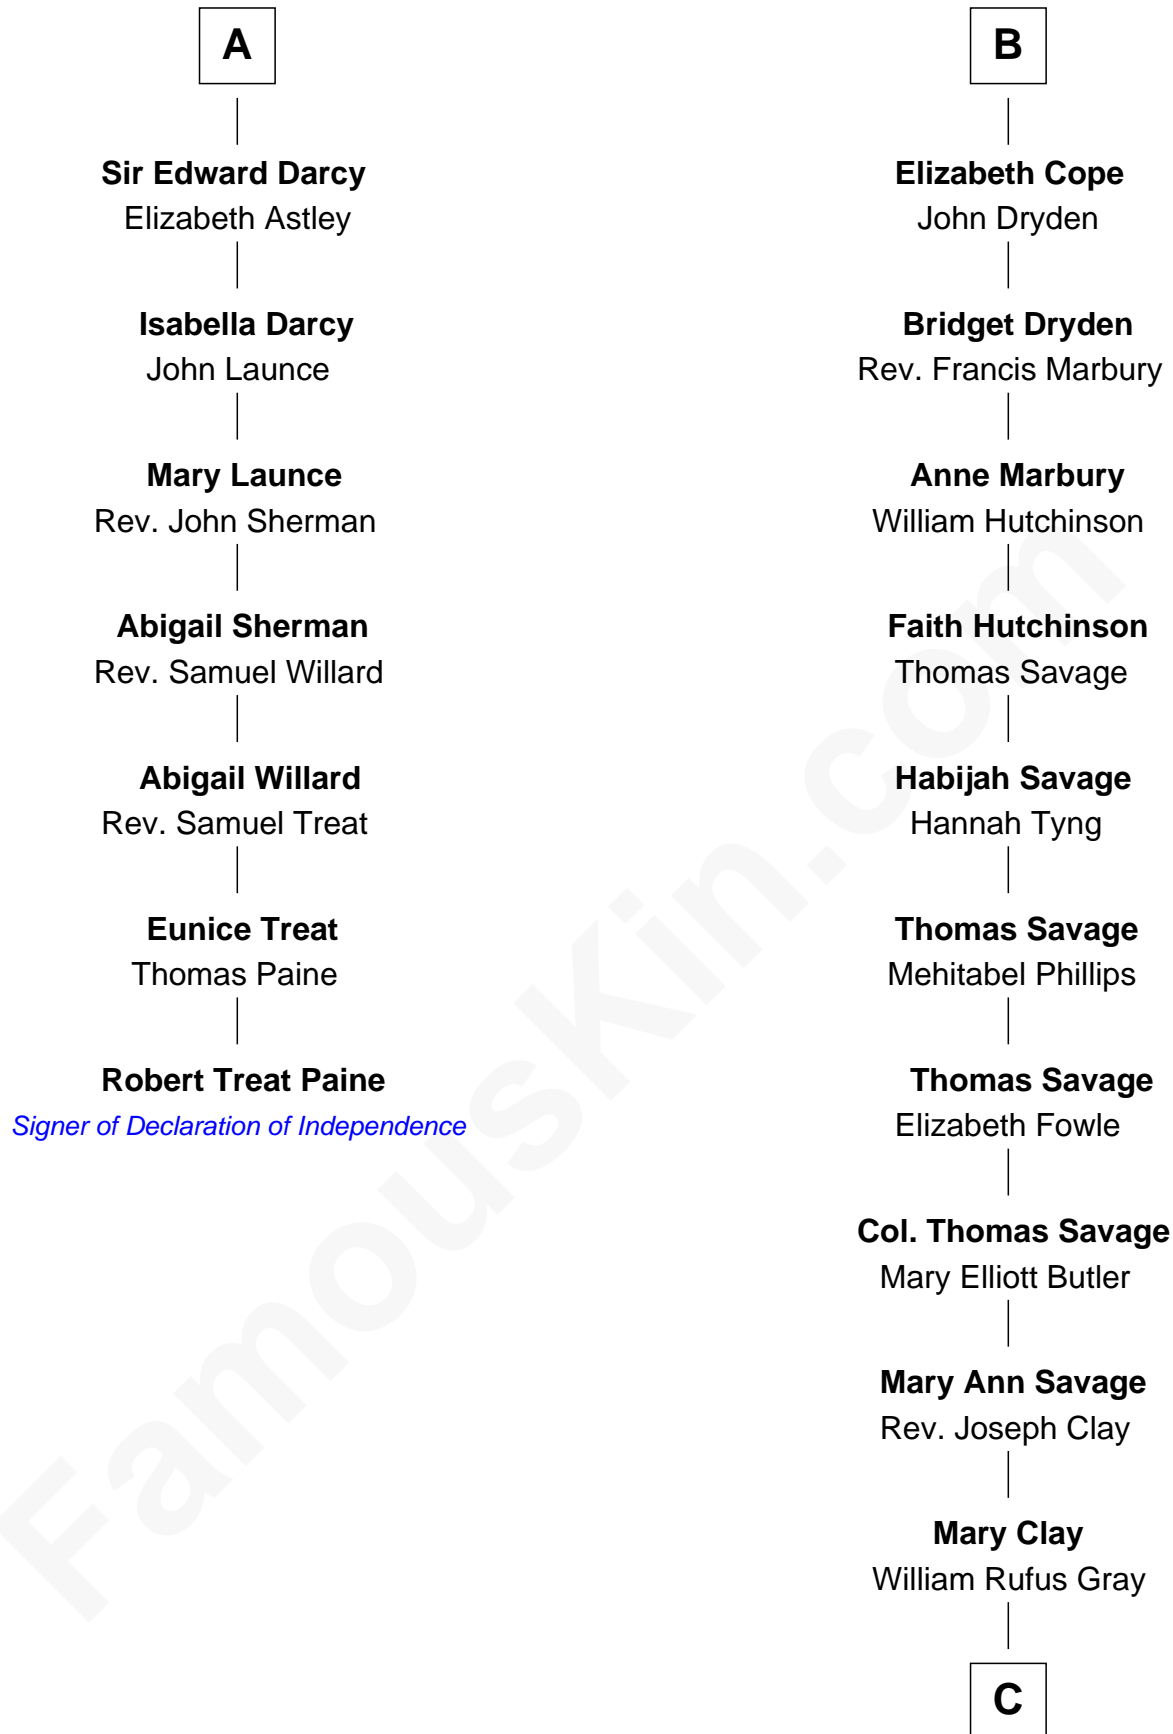 A
Sir Edward Darcy
Elizabeth Astley
Isabella Darcy
John Launce
Mary Launce
Rev. John Sherman
Abigail Sherman
Rev. Samuel Willard
Abigail Willard
Rev. Samuel Treat
Eunice Treat
Thomas Paine
Robert Treat Paine
Signer of Declaration of Independence
B
Elizabeth Cope
John Dryden
Bridget Dryden
Rev. Francis Marbury
Anne Marbury
William Hutchinson
Faith Hutchinson
Thomas Savage
Habijah Savage
Hannah Tyng
Thomas Savage
Mehitabel Phillips
Thomas Savage
Elizabeth Fowle
Col. Thomas Savage
Mary Elliott Butler
Mary Ann Savage
Rev. Joseph Clay
Mary Clay
William Rufus Gray
C
FamousKin.com